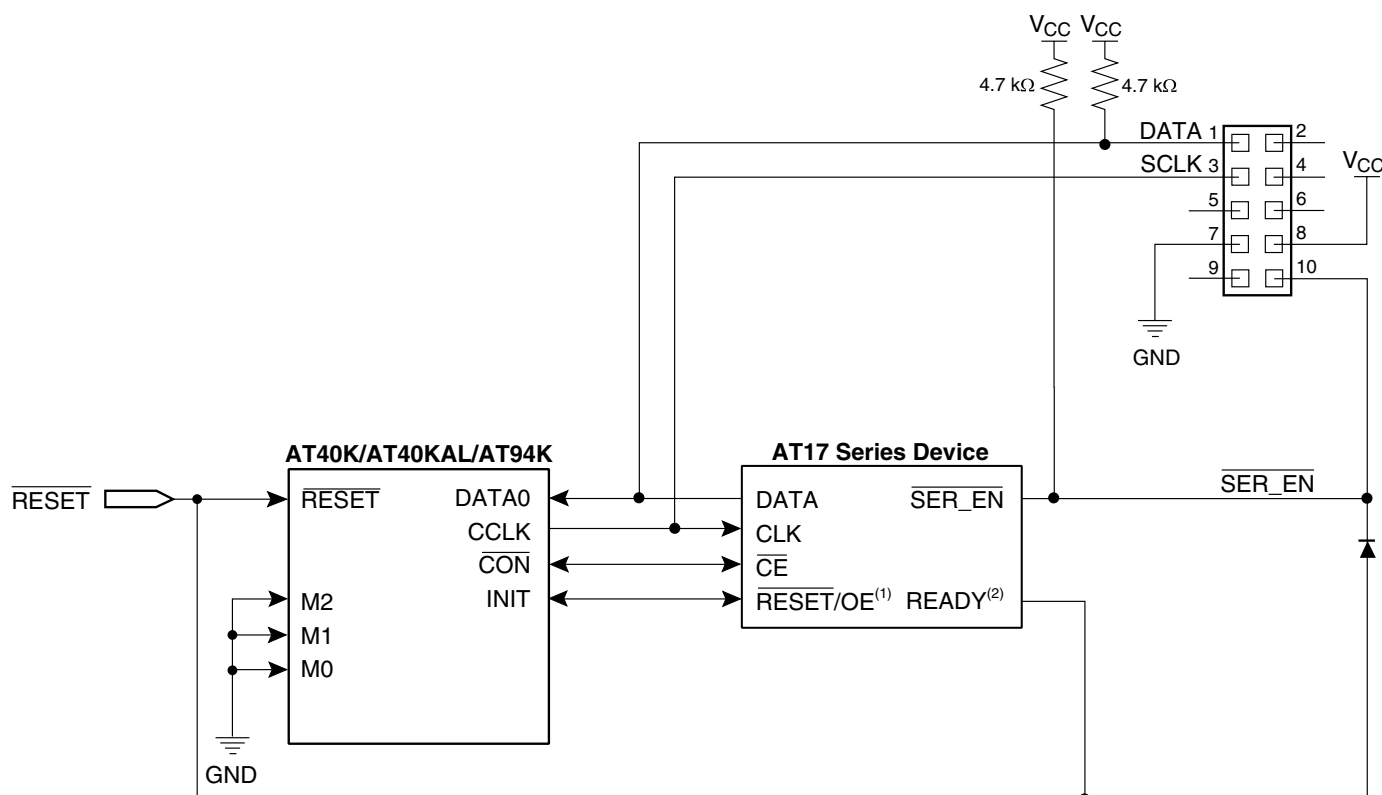 VCC VCC
4.7 kΩ 4.7 kΩ
DATA 1 2
SCLK 3 4
VCC
5 6
7 8
9 10
GND
AT40K/AT40KAL/AT94K
AT17 Series Device
RESET
RESET
DATA0
DATA
SER_EN
SER_EN
CCLK
CLK
CON
CE
M2
INIT
RESET/OE(1)
READY(2)
M1
M0
GND